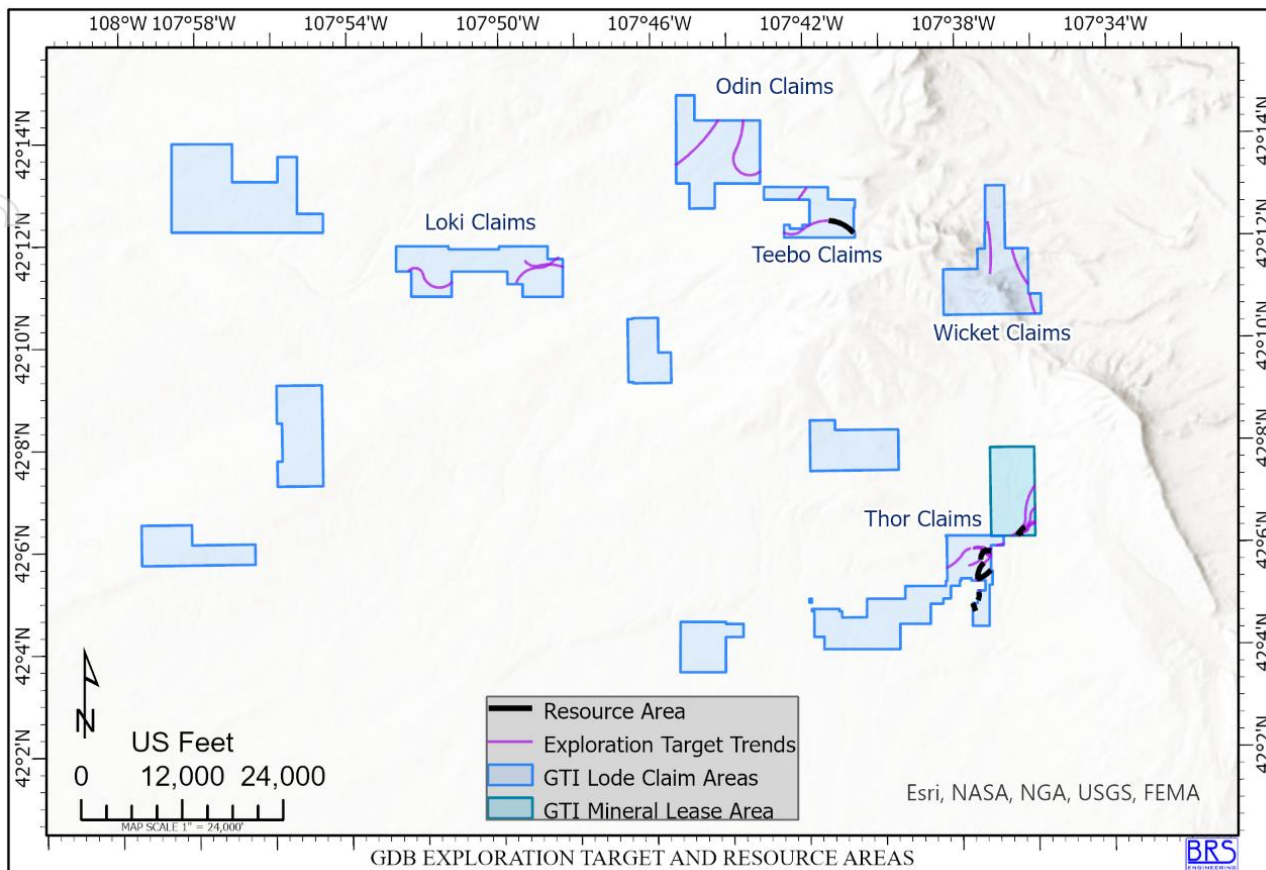 108°W 107°58'W 107°54'W 107°50'W 107°46'W 107°42'W 107°38'W 107°34'W
Odin Claims
42°14'N 42°14'N
Loki Claims
42°12'N 42°12'N
Teebo Claims
Wicket Claims
42°10'N 42°10'N
42°8'N 42°8'N
Thor Claims
42°6'N 42°6'N
42°4'N 42°4'N
N
Resource Area
Exploration Target Trends
GTI Lode Claim Areas
GTI Mineral Lease Area
42°2'N 42°2'N
US Feet
0 12,000 24,000
MAP SCALE 1" = 24,000'
Esri, NASA, NGA, USGS, FEMA
GDB EXPLORATION TARGET AND RESOURCE AREAS
BRS
ENGINEERING